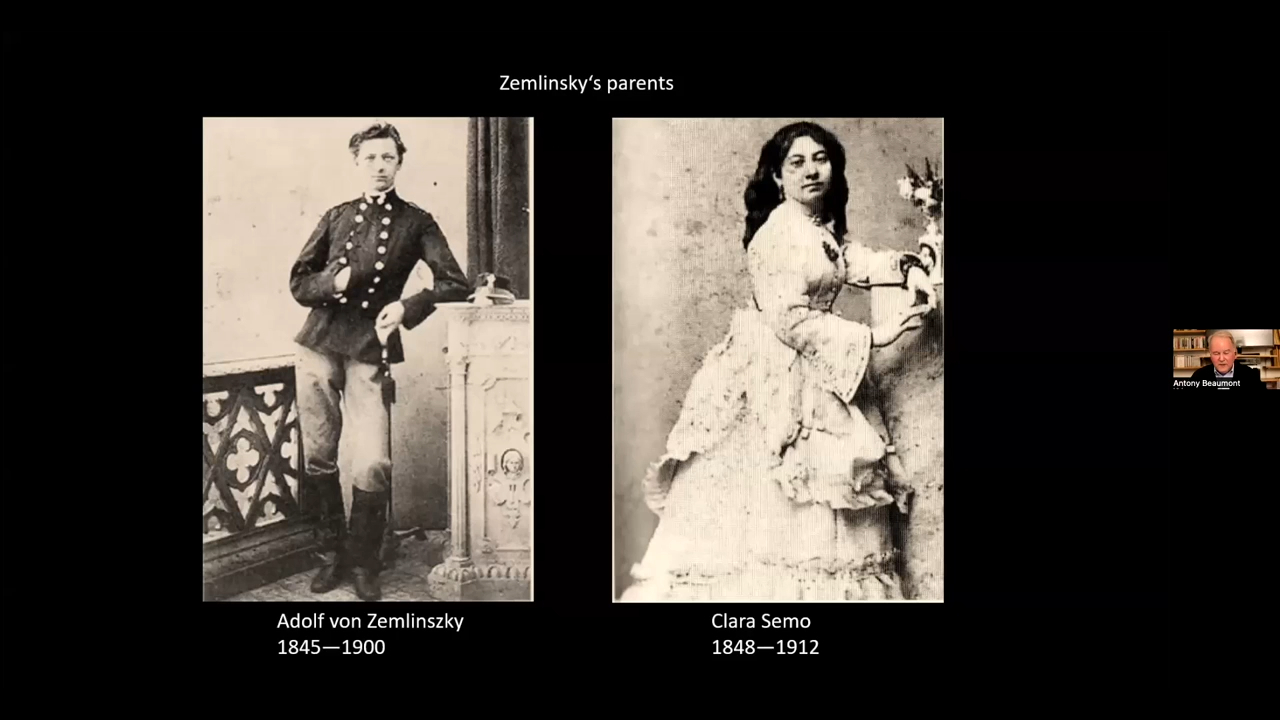 Zemlinsky‘s parents
Adolf von Zemlinszky
1845—1900
Clara Semo
1848—1912
Antony Beaumont